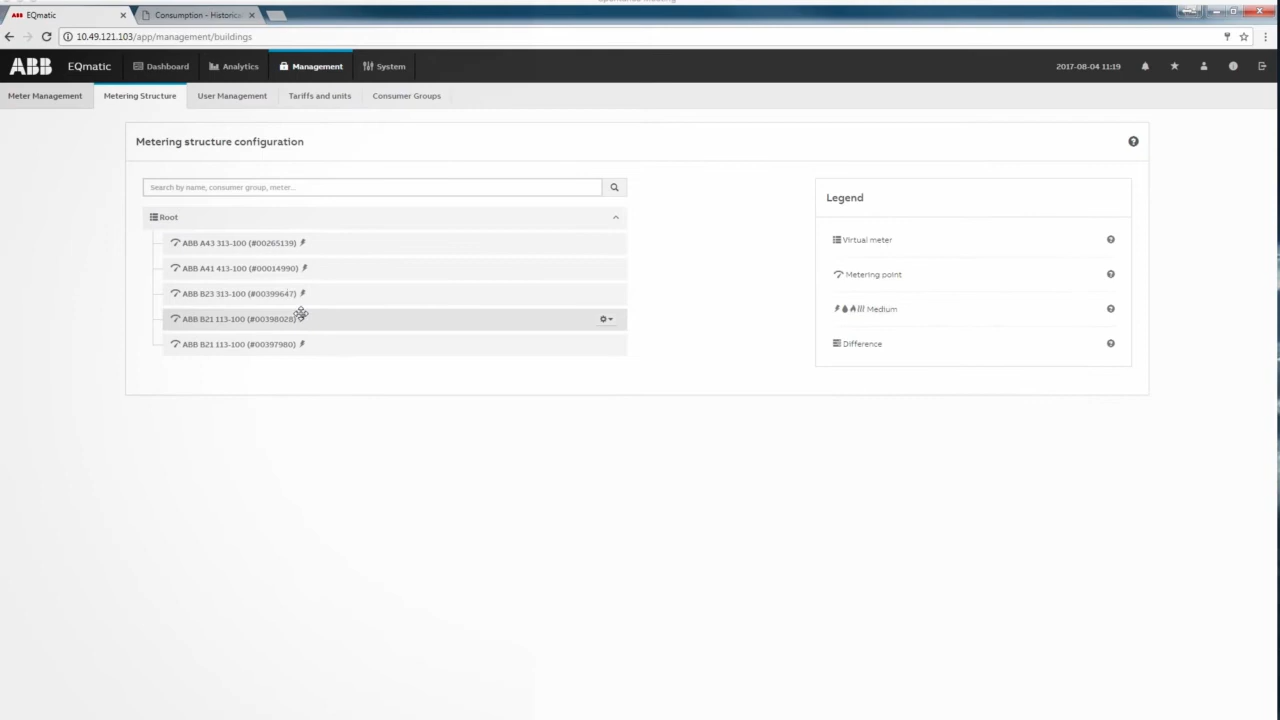 EQmatic
Consumption - Historica
10.49.121.103/app/management/buildings
ABB EQmatic Dashboard Analytics Management System 2017-08-04 11:19
Meter Management Metering Structure User Management Tariffs and units Consumer Groups
Metering structure configuration
Search by name, consumer group, meter...
Root
ABB A43 313-100 (#00265139)
ABB A41 413-100 (#00014990)
ABB B23 313-100 (#00399647)
ABB B21 113-100 (#00398028)
ABB B21 113-100 (#00397980)
Legend
Virtual meter
Metering point
Medium
Difference